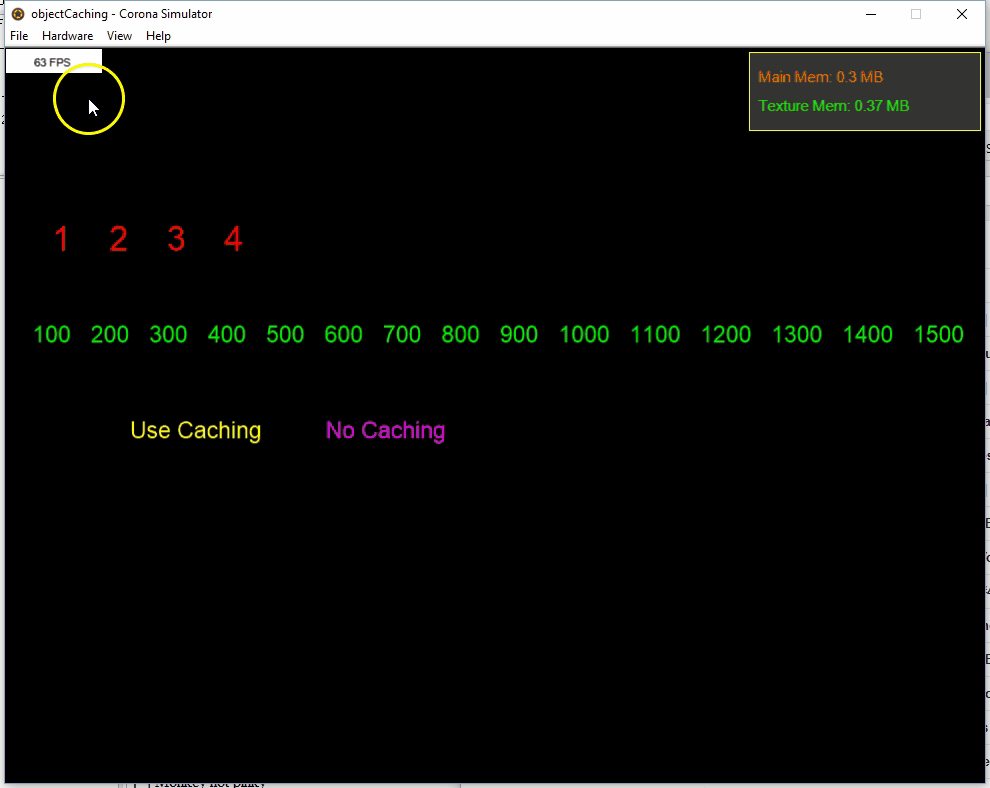 objectCaching - Corona Simulator
File Hardware View Help
63 FPS
Main Mem: 0.3 MB
Texture Mem: 0.37 MB
1 2 3 4
100 200 300 400 500 600 700 800 900 1000 1100 1200 1300 1400 1500
Use Caching No Caching